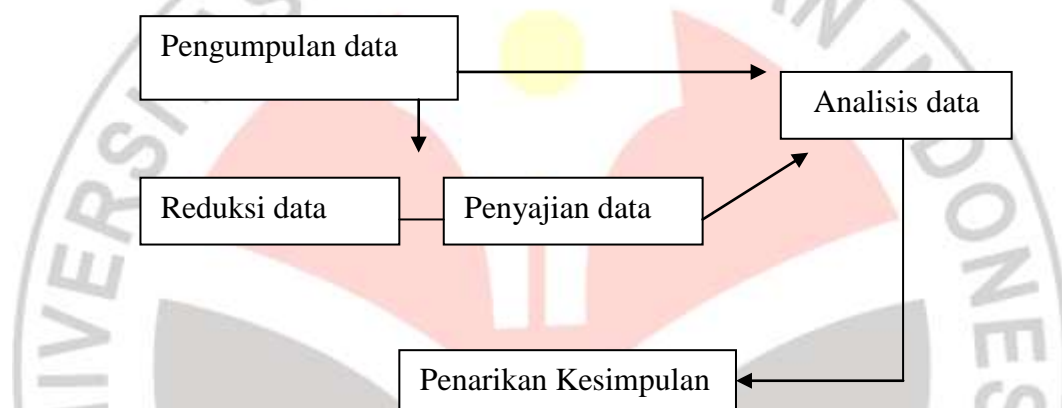 Pengumpulan data
Analisis data
Reduksi data
Penyajian data
Penarikan Kesimpulan